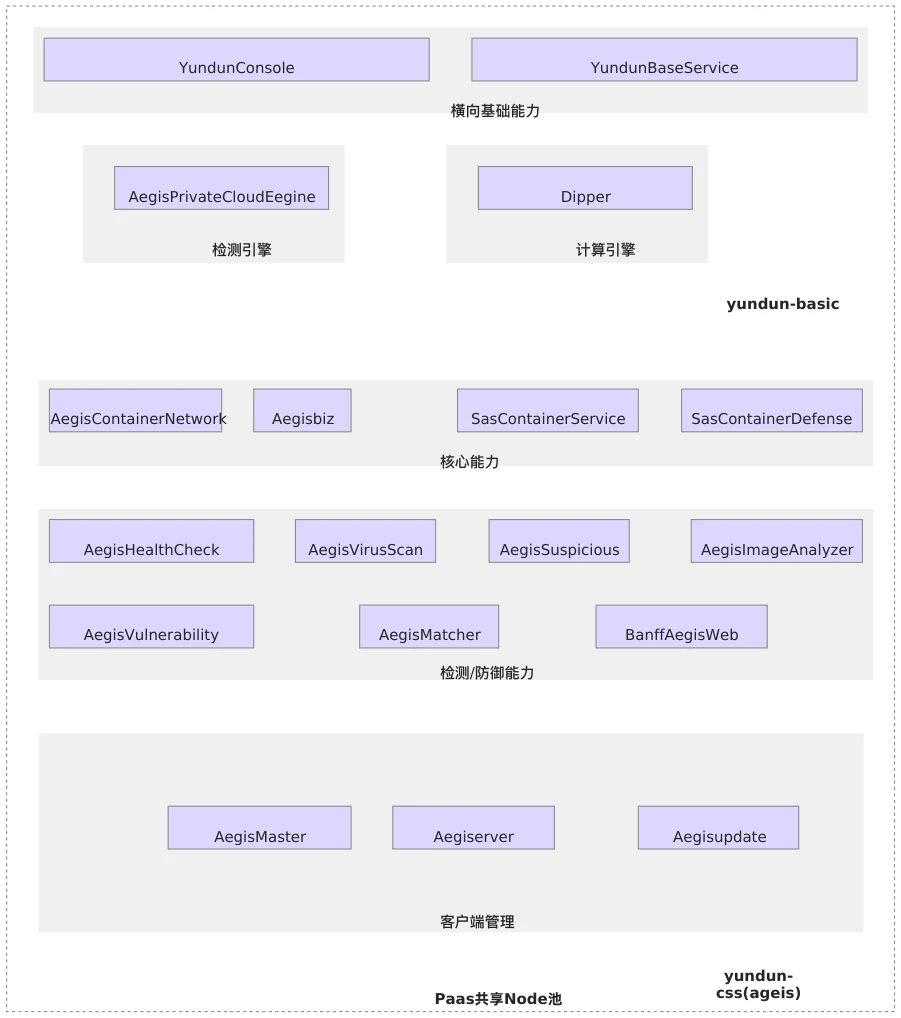 YundunConsole
YundunBaseService
横向基础能力
AegisPrivateCloudEegine
Dipper
检测引擎
计算引擎
yundun-basic
AegisContainerNetwork
Aegisbiz
SasContainerService
SasContainerDefense
核心能力
AegisHealthCheck
AegisVirusScan
AegisSuspicious
AegisImageAnalyzer
AegisVulnerability
AegisMatcher
BanffAegisWeb
检测/防御能力
AegisMaster
Aegiserver
Aegisupdate
客户端管理
yundun-
css(ageis)
Paas共享Node池